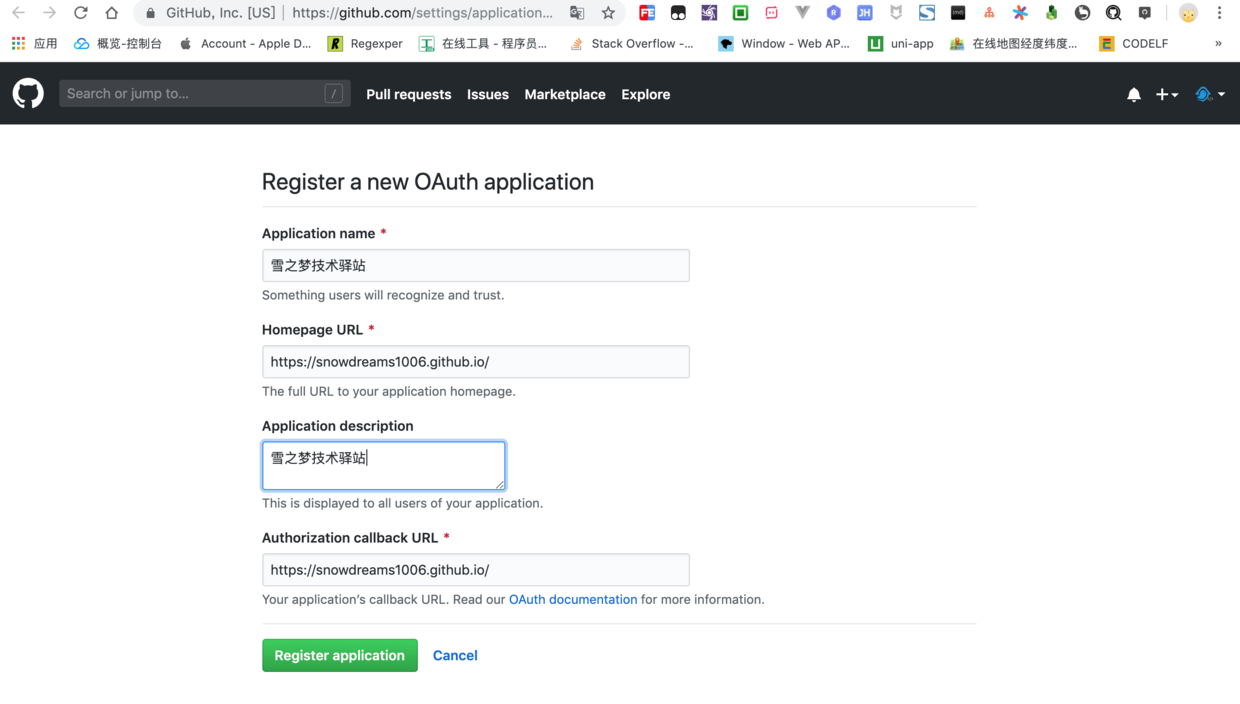 GitHub, Inc. [US] https://github.com/settings/application...
应用 概览-控制台 Account - Apple D... Regexper 在线工具 - 程序员... Stack Overflow -... Window - Web AP... uni-app 在线地图经度纬度... CODELF »
Search or jump to... / Pull requests Issues Marketplace Explore
Register a new OAuth application
Application name *
雪之梦技术驿站
Something users will recognize and trust.
Homepage URL *
https://snowdreams1006.github.io/
The full URL to your application homepage.
Application description
雪之梦技术驿站
This is displayed to all users of your application.
Authorization callback URL *
https://snowdreams1006.github.io/
Your application’s callback URL. Read our OAuth documentation for more information.
Register application Cancel